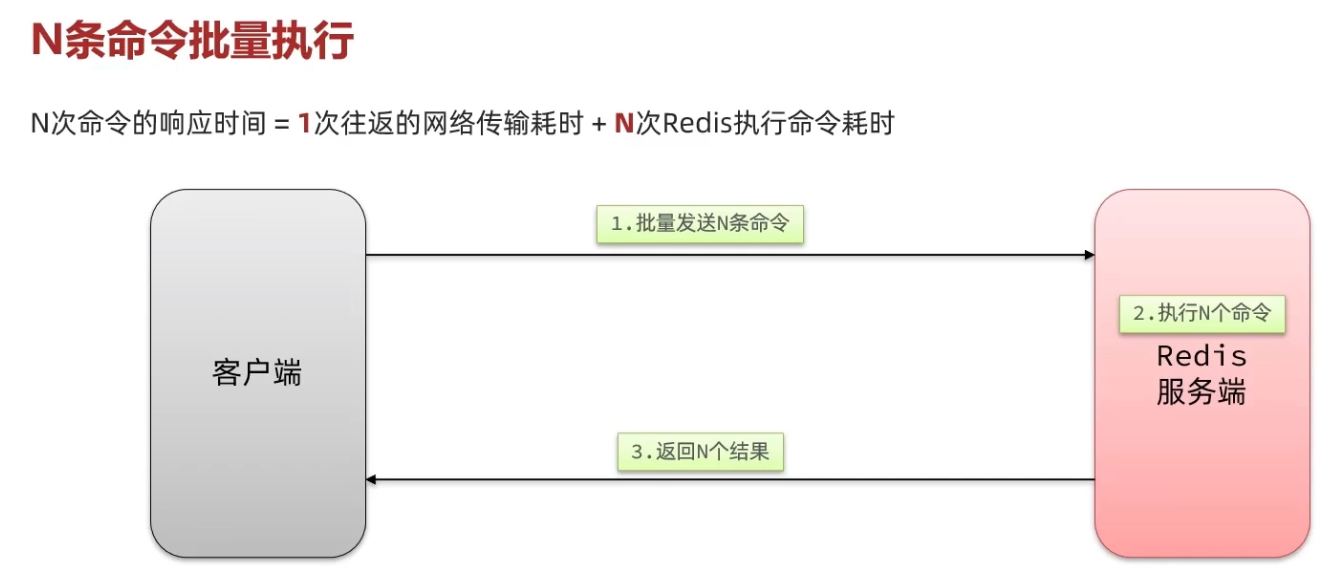 N条命令批量执行
N次命令的响应时间 = 1次往返的网络传输耗时 + N次Redis执行命令耗时
1.批量发送N条命令
2.执行N个命令
客户端
Redis
服务端
3.返回N个结果